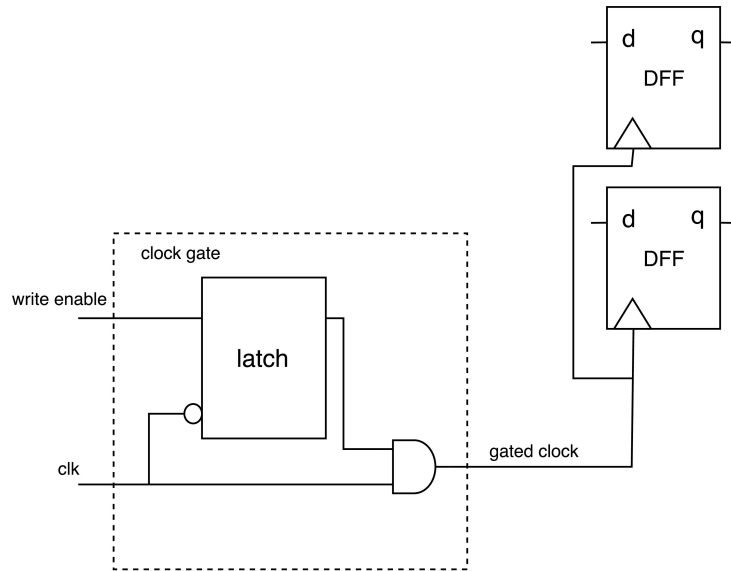 d q
DFF
d q
DFF
clock gate
write enable
latch
gated clock
clk